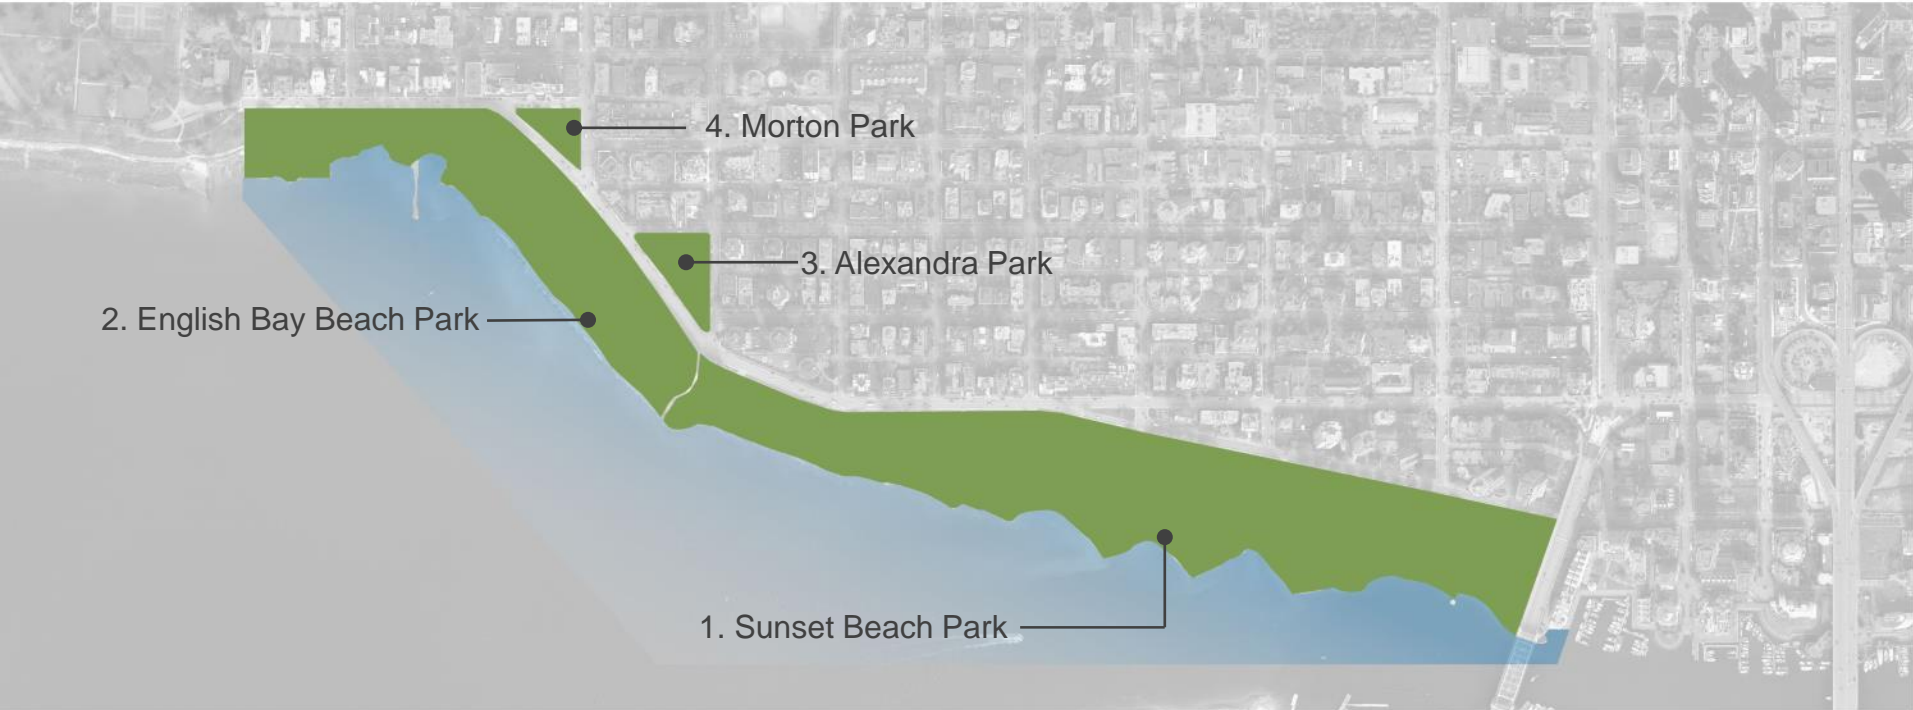 4. Morton Park
3. Alexandra Park
2. English Bay Beach Park
1. Sunset Beach Park